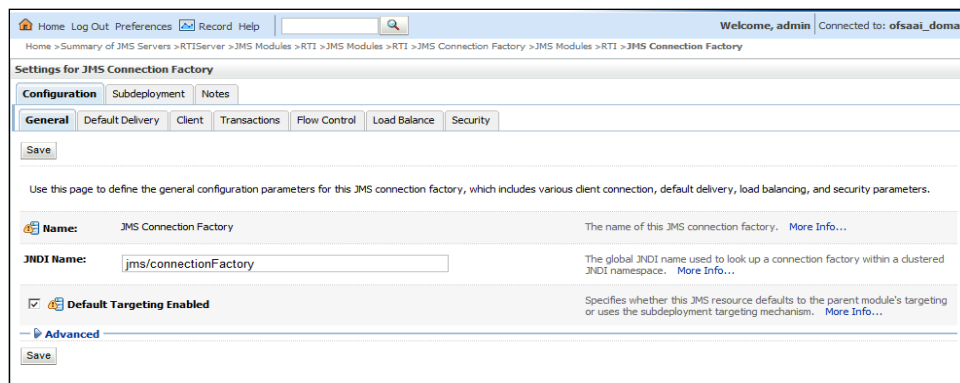 Home Log Out Preferences Record Help
Welcome, admin Connected to: ofsaai_doma
Home >Summary of JMS Servers >RTIServer >JMS Modules >RTI >JMS Modules >RTI >JMS Connection Factory >JMS Modules >RTI >JMS Connection Factory
Settings for JMS Connection Factory
Configuration Subdeployment Notes
General Default Delivery Client Transactions Flow Control Load Balance Security
Save
Use this page to define the general configuration parameters for this JMS connection factory, which includes various client connection, default delivery, load balancing, and security parameters.
Name: JMS Connection Factory The name of this JMS connection factory. More Info...
JNDI Name: jms/connectionFactory The global JNDI name used to look up a connection factory within a clustered
JNDI namespace. More Info...
Default Targeting Enabled Specifies whether this JMS resource defaults to the parent module's targeting
or uses the subdeployment targeting mechanism. More Info...
Advanced
Save